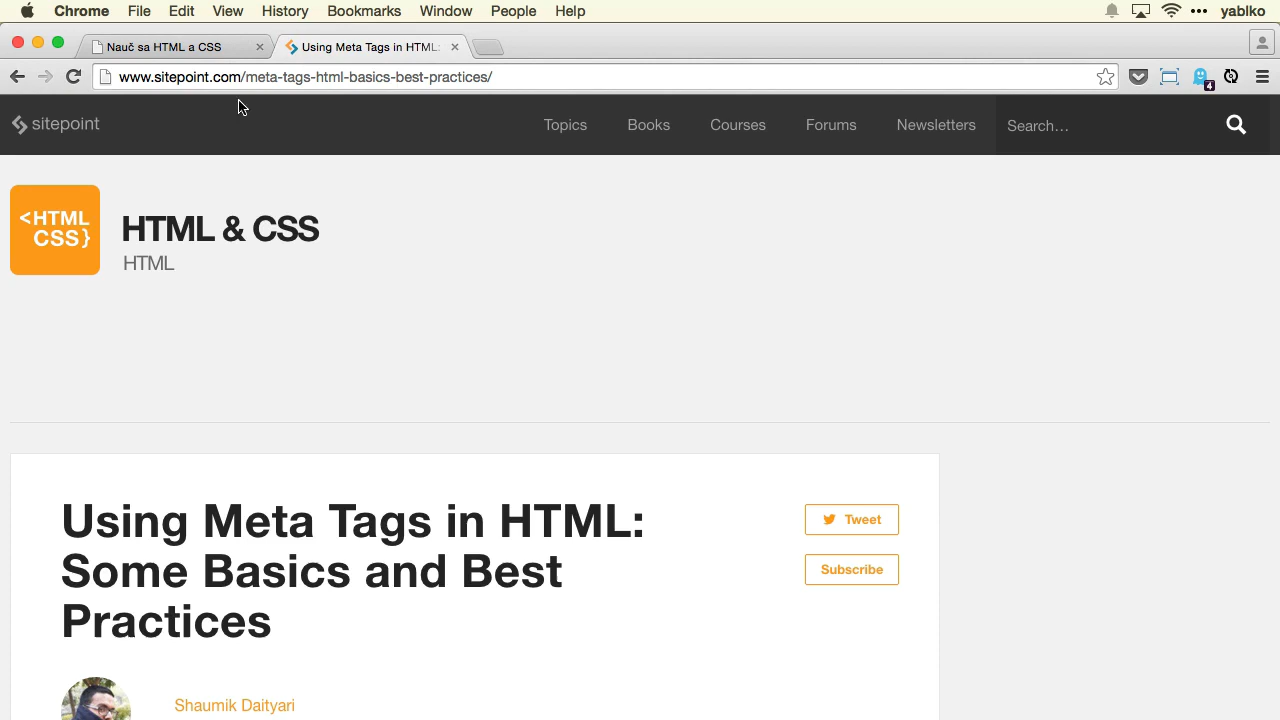 Chrome File Edit View History Bookmarks Window People Help yablko
Nauč sa HTML a CSS Using Meta Tags in HTML:
www.sitepoint.com/meta-tags-html-basics-best-practices/ 4
sitepoint Topics Books Courses Forums Newsletters Search...
<HTML
CSS}
HTML & CSS
HTML
Using Meta Tags in HTML:
Some Basics and Best
Practices
Tweet
Subscribe
Shaumik Daityari